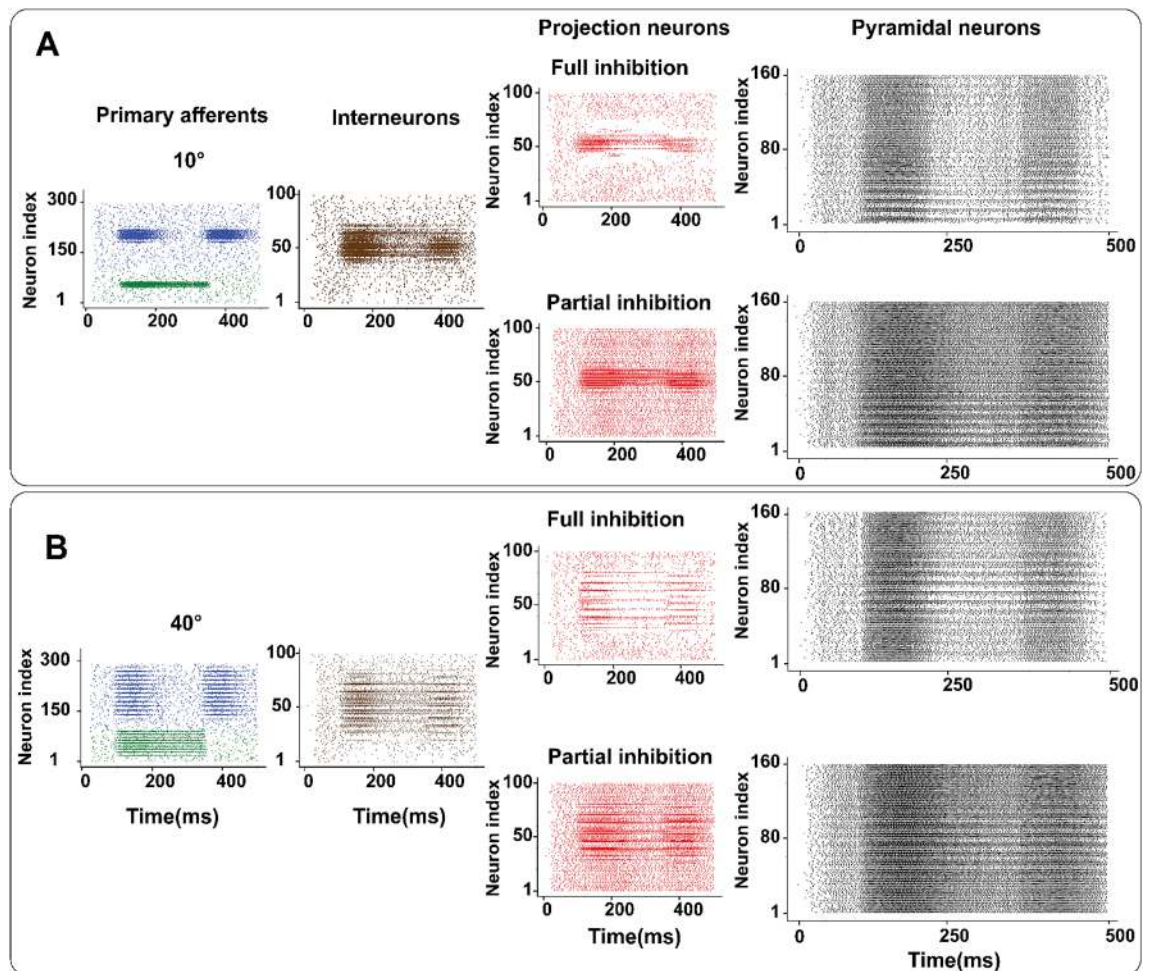 A
Projection neurons
Pyramidal neurons
Full inhibition
Primary afferents
Interneurons
10°
Neuron index
300
150
1
0 200 400
100
50
1
0 200 400
Neuron index
100
50
1
0 200 400
Neuron index
160
80
1
0 250 500
Partial inhibition
Neuron index
100
50
1
0 200 400
Neuron index
160
80
1
0 250 500
B
Full inhibition
40°
Neuron index
300
150
1
0 200 400
Time(ms)
100
50
1
0 200 400
Time(ms)
Neuron index
100
50
1
0 200 400
Neuron index
160
80
1
0 250 500
Partial inhibition
Neuron index
100
50
1
0 200 400
Time(ms)
Neuron index
160
80
1
0 250 500
Time(ms)